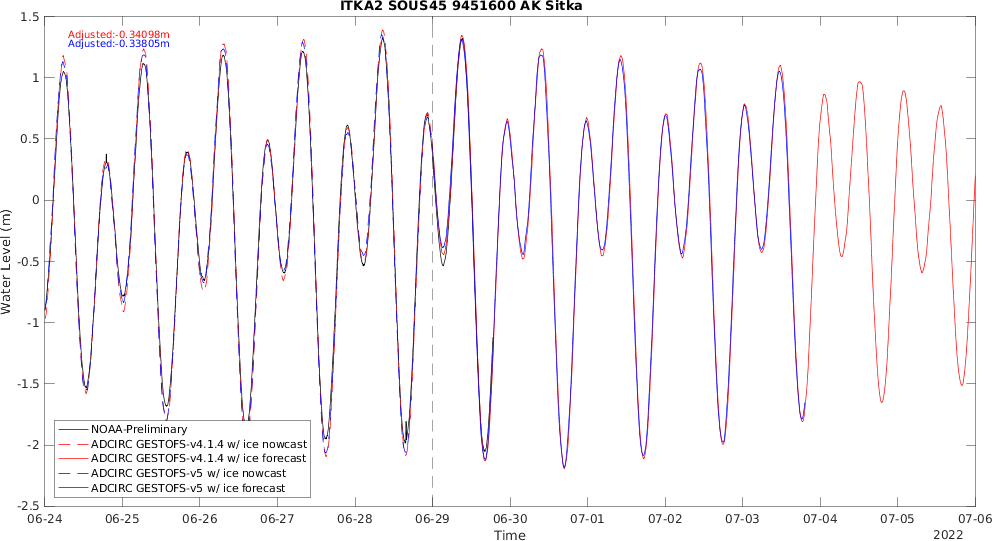 ITKA2 SOUS45 9451600 AK Sitka
Adjusted:-0.34098m
Adjusted:-0.33805m
1.5
1
0.5
0
-0.5
-1
-1.5
-2
-2.5
Water Level (m)
NOAA-Preliminary
ADCIRC GESTOFS-v4.1.4 w/ ice nowcast
ADCIRC GESTOFS-v4.1.4 w/ ice forecast
ADCIRC GESTOFS-v5 w/ ice nowcast
ADCIRC GESTOFS-v5 w/ ice forecast
06-24 06-25 06-26 06-27 06-28 06-29 06-30 07-01 07-02 07-03 07-04 07-05 07-06
Time
2022